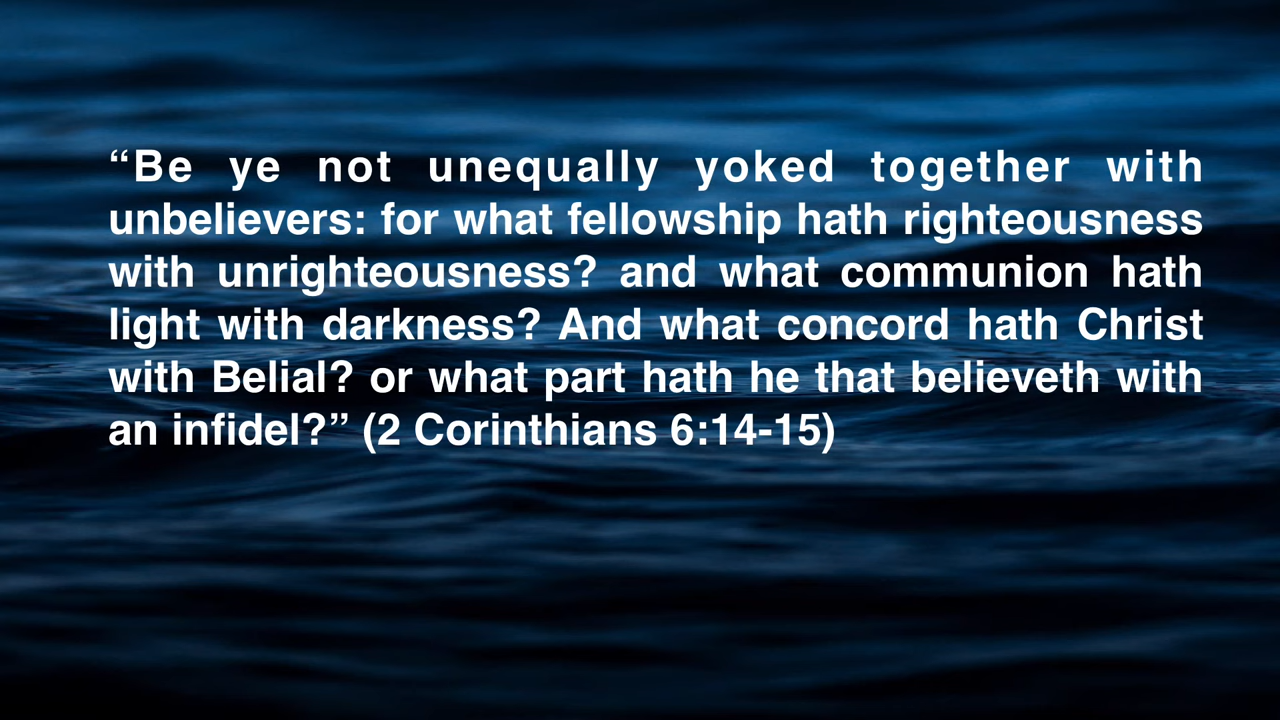 “Be ye not unequally yoked together with
unbelievers: for what fellowship hath righteousness
with unrighteousness? and what communion hath
light with darkness? And what concord hath Christ
with Belial? or what part hath he that believeth with
an infidel?” (2 Corinthians 6:14-15)